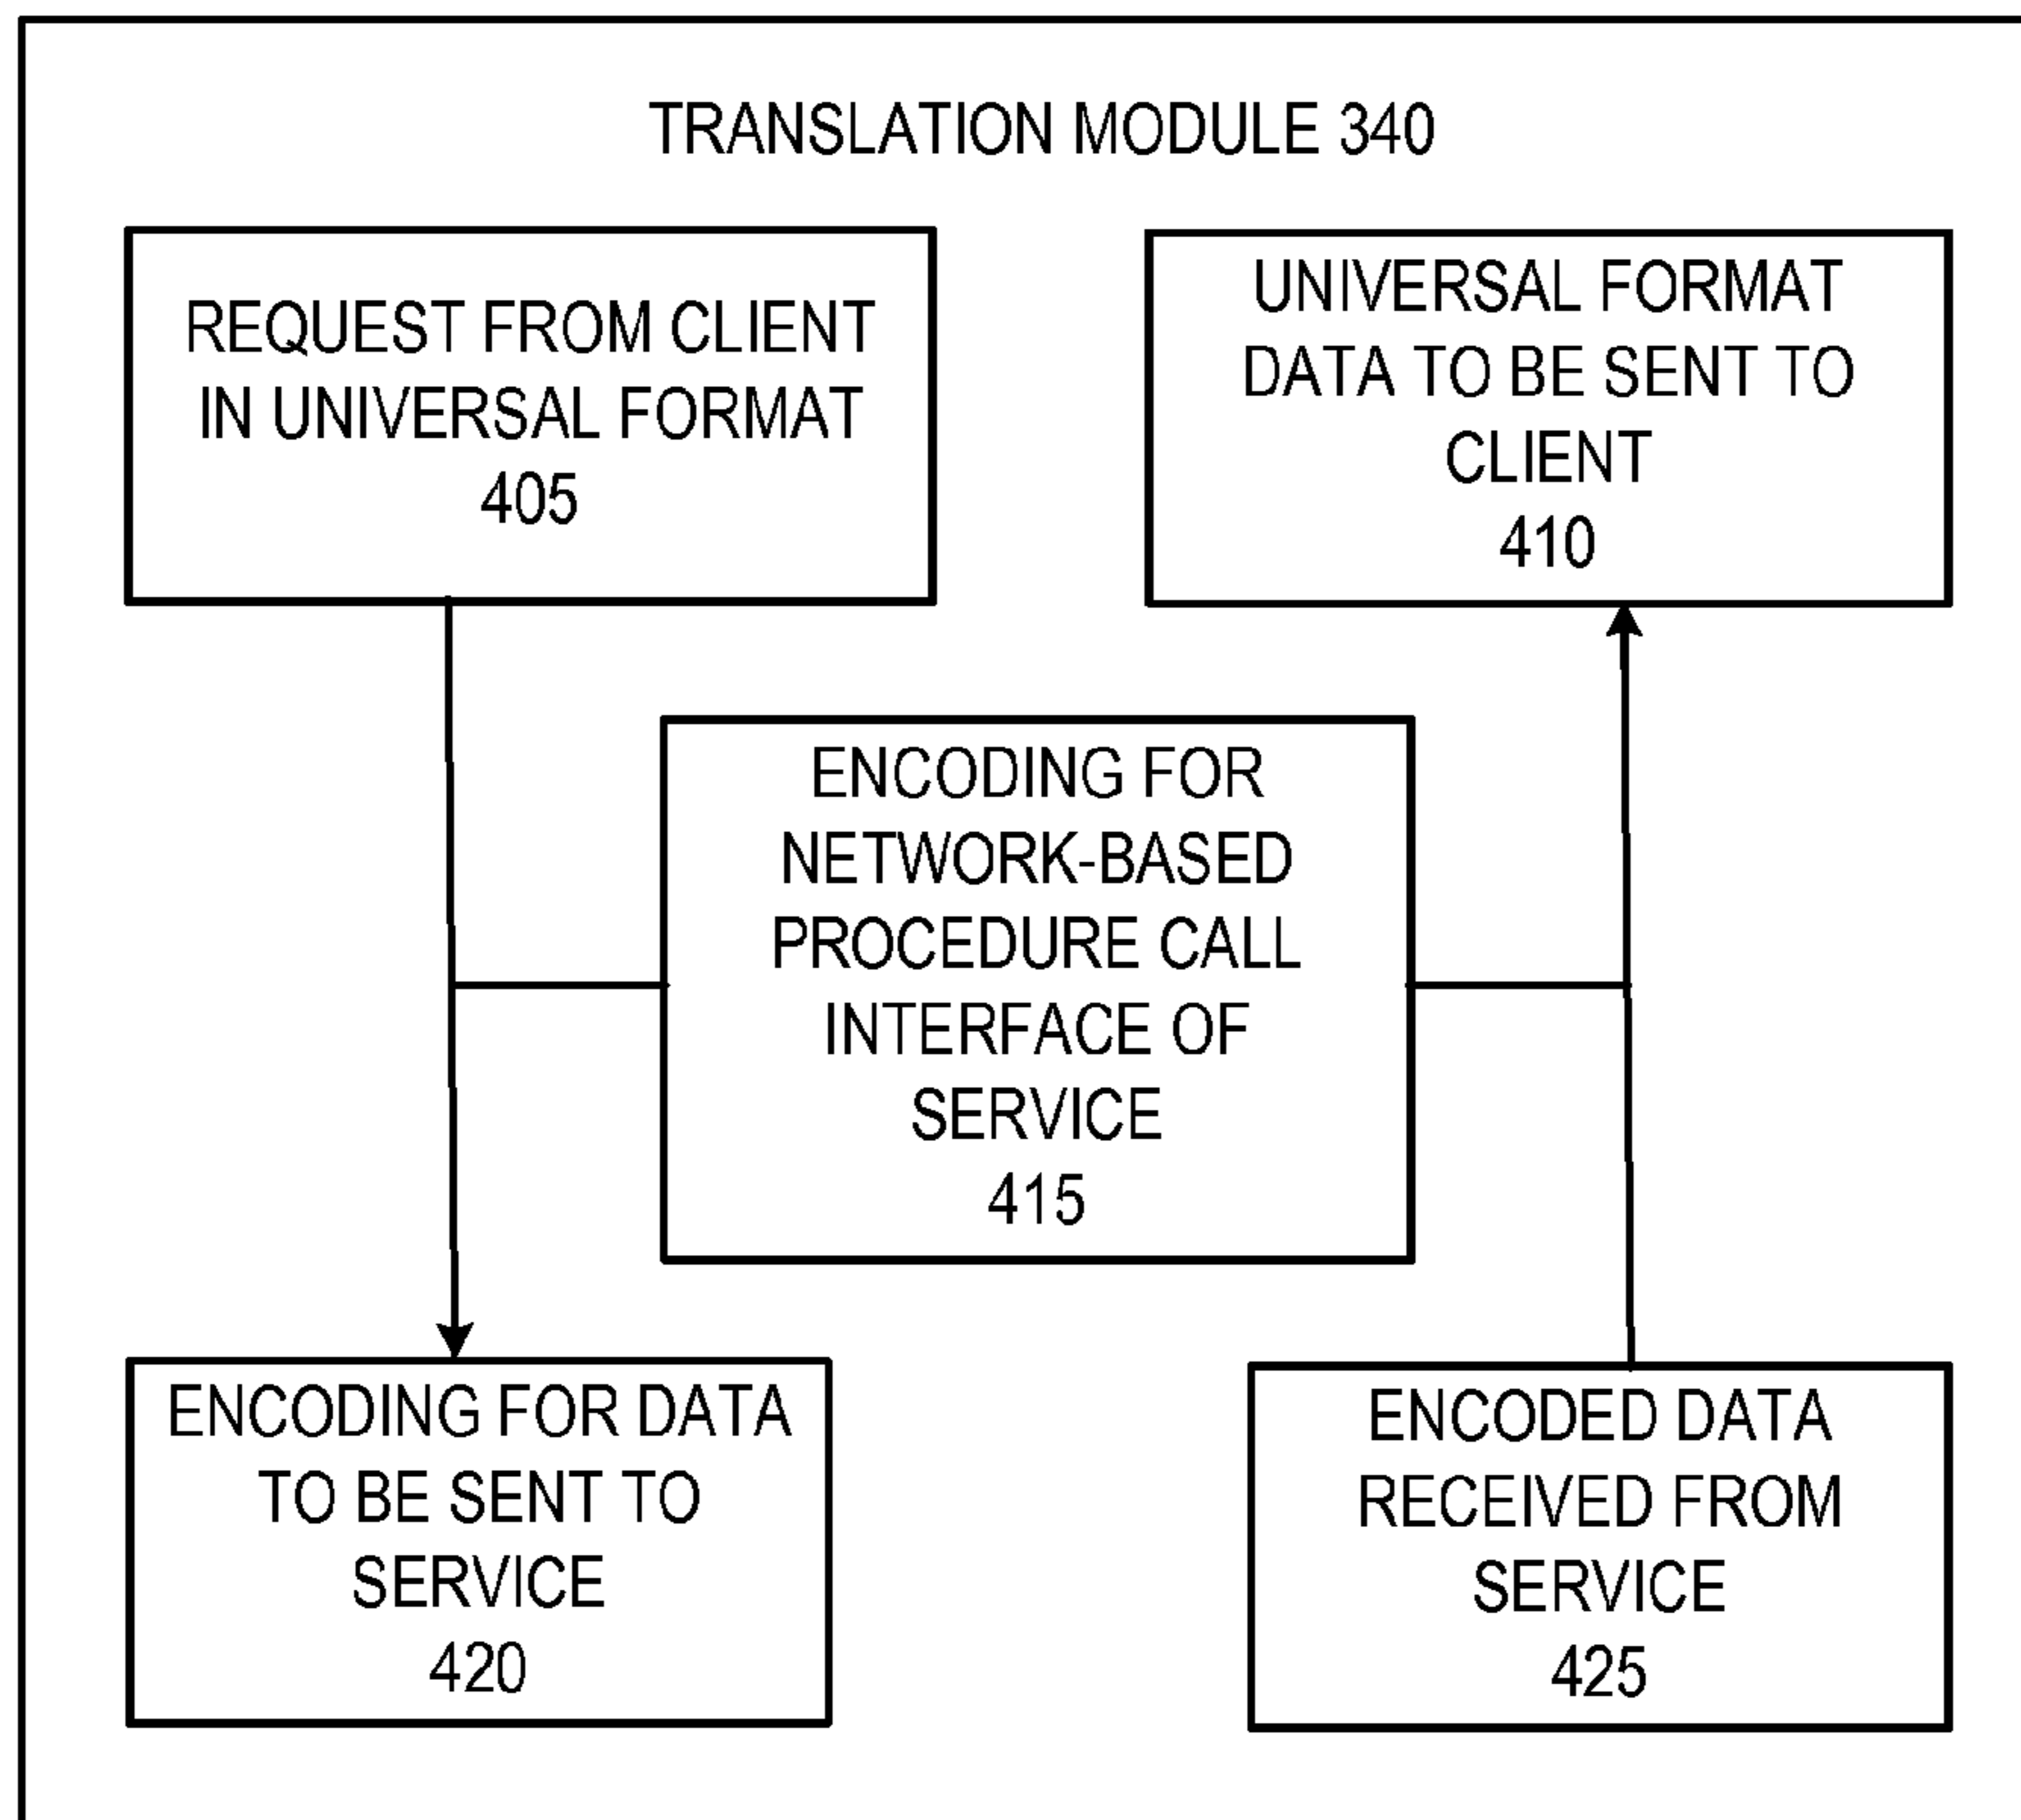 TRANSLATION MODULE 340
REQUEST FROM CLIENT
IN UNIVERSAL FORMAT
405
UNIVERSAL FORMAT
DATA TO BE SENT TO
CLIENT
410
ENCODING FOR
NETWORK-BASED
PROCEDURE CALL
INTERFACE OF
SERVICE
415
ENCODING FOR DATA
TO BE SENT TO
SERVICE
420
ENCODED DATA
RECEIVED FROM
SERVICE
425